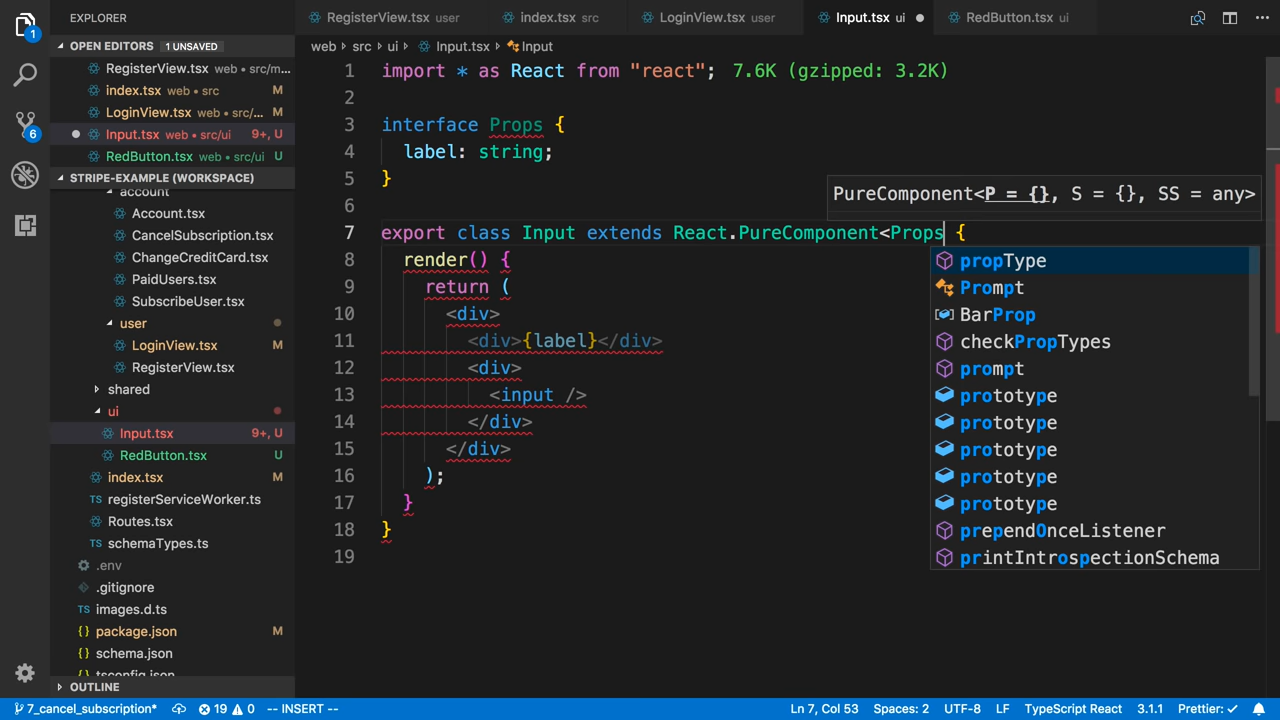 EXPLORER
OPEN EDITORS 1 UNSAVED
RegisterView.tsx web • src/m...
index.tsx web • src M
LoginView.tsx web • src/... M
Input.tsx web • src/ui 9+, U
RedButton.tsx web • src/ui U
STRIPE-EXAMPLE (WORKSPACE)
account
Account.tsx
CancelSubscription.tsx
ChangeCreditCard.tsx
PaidUsers.tsx
SubscribeUser.tsx
user
LoginView.tsx M
RegisterView.tsx
shared
ui
Input.tsx 9+, U
RedButton.tsx U
index.tsx M
TS registerServiceWorker.ts
Routes.tsx
TS schemaTypes.ts
.env
.gitignore
TS images.d.ts
{} package.json M
{} schema.json
{} tsconfig.json
OUTLINE
1
6
RegisterView.tsx user
index.tsx src
LoginView.tsx user
Input.tsx ui
RedButton.tsx ui
web src ui Input.tsx Input
1 import * as React from "react"; 7.6K (gzipped: 3.2K)
2
3 interface Props {
4 label: string;
5 }
6
PureComponent<P = {}, S = {}, SS = any>
7 export class Input extends React.PureComponent<Props {
8 render() {
9 return (
10 <div>
11 <div>{label}</div>
12 <div>
13 <input />
14 </div>
15 </div>
16 );
17 }
18 }
19
propType
Prompt
BarProp
checkPropTypes
prompt
prototype
prototype
prototype
prototype
prototype
prependOnceListener
printIntrospectionSchema
7_cancel_subscription* 19 0 -- INSERT -- Ln 7, Col 53 Spaces: 2 UTF-8 LF TypeScript React 3.1.1 Prettier: ✓